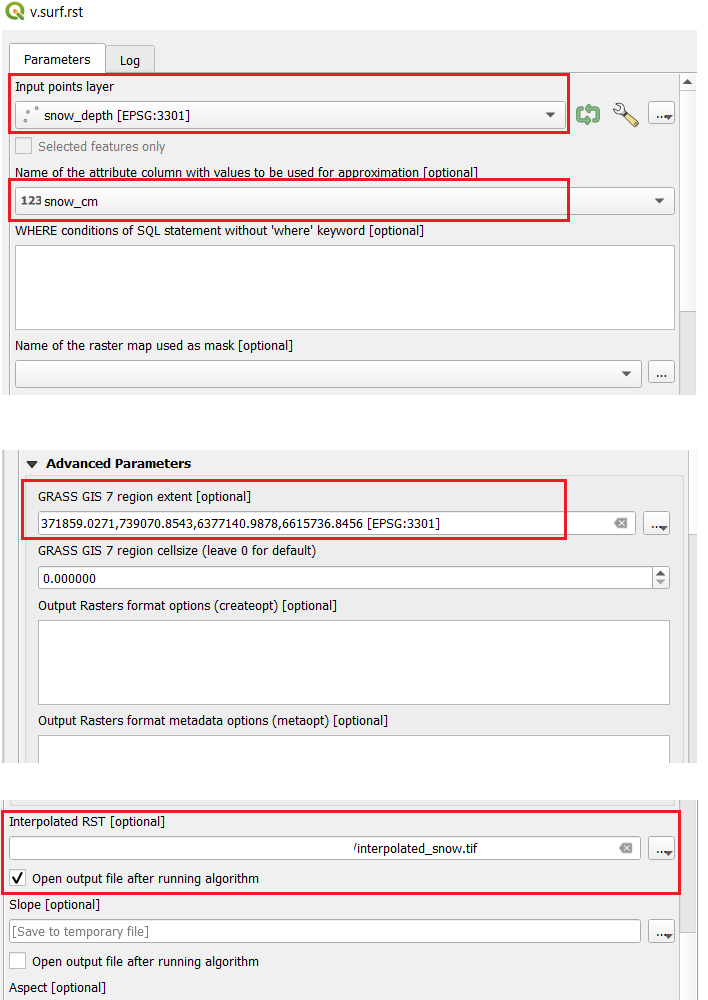 v.surf.rst
Parameters
Log
Input points layer
snow_depth [EPSG:3301]
...
Selected features only
Name of the attribute column with values to be used for approximation [optional]
123 snow_cm
WHERE conditions of SQL statement without 'where' keyword [optional]
Name of the raster map used as mask [optional]
...
Advanced Parameters
GRASS GIS 7 region extent [optional]
371859.0271,739070.8543,6377140.9878,6615736.8456 [EPSG:3301]
...
GRASS GIS 7 region cellsize (leave 0 for default)
0.000000
Output Rasters format options (createopt) [optional]
Output Rasters format metadata options (metaopt) [optional]
Interpolated RST [optional]
/interpolated_snow.tif
...
Open output file after running algorithm
Slope [optional]
[Save to temporary file]
...
Open output file after running algorithm
Aspect [optional]